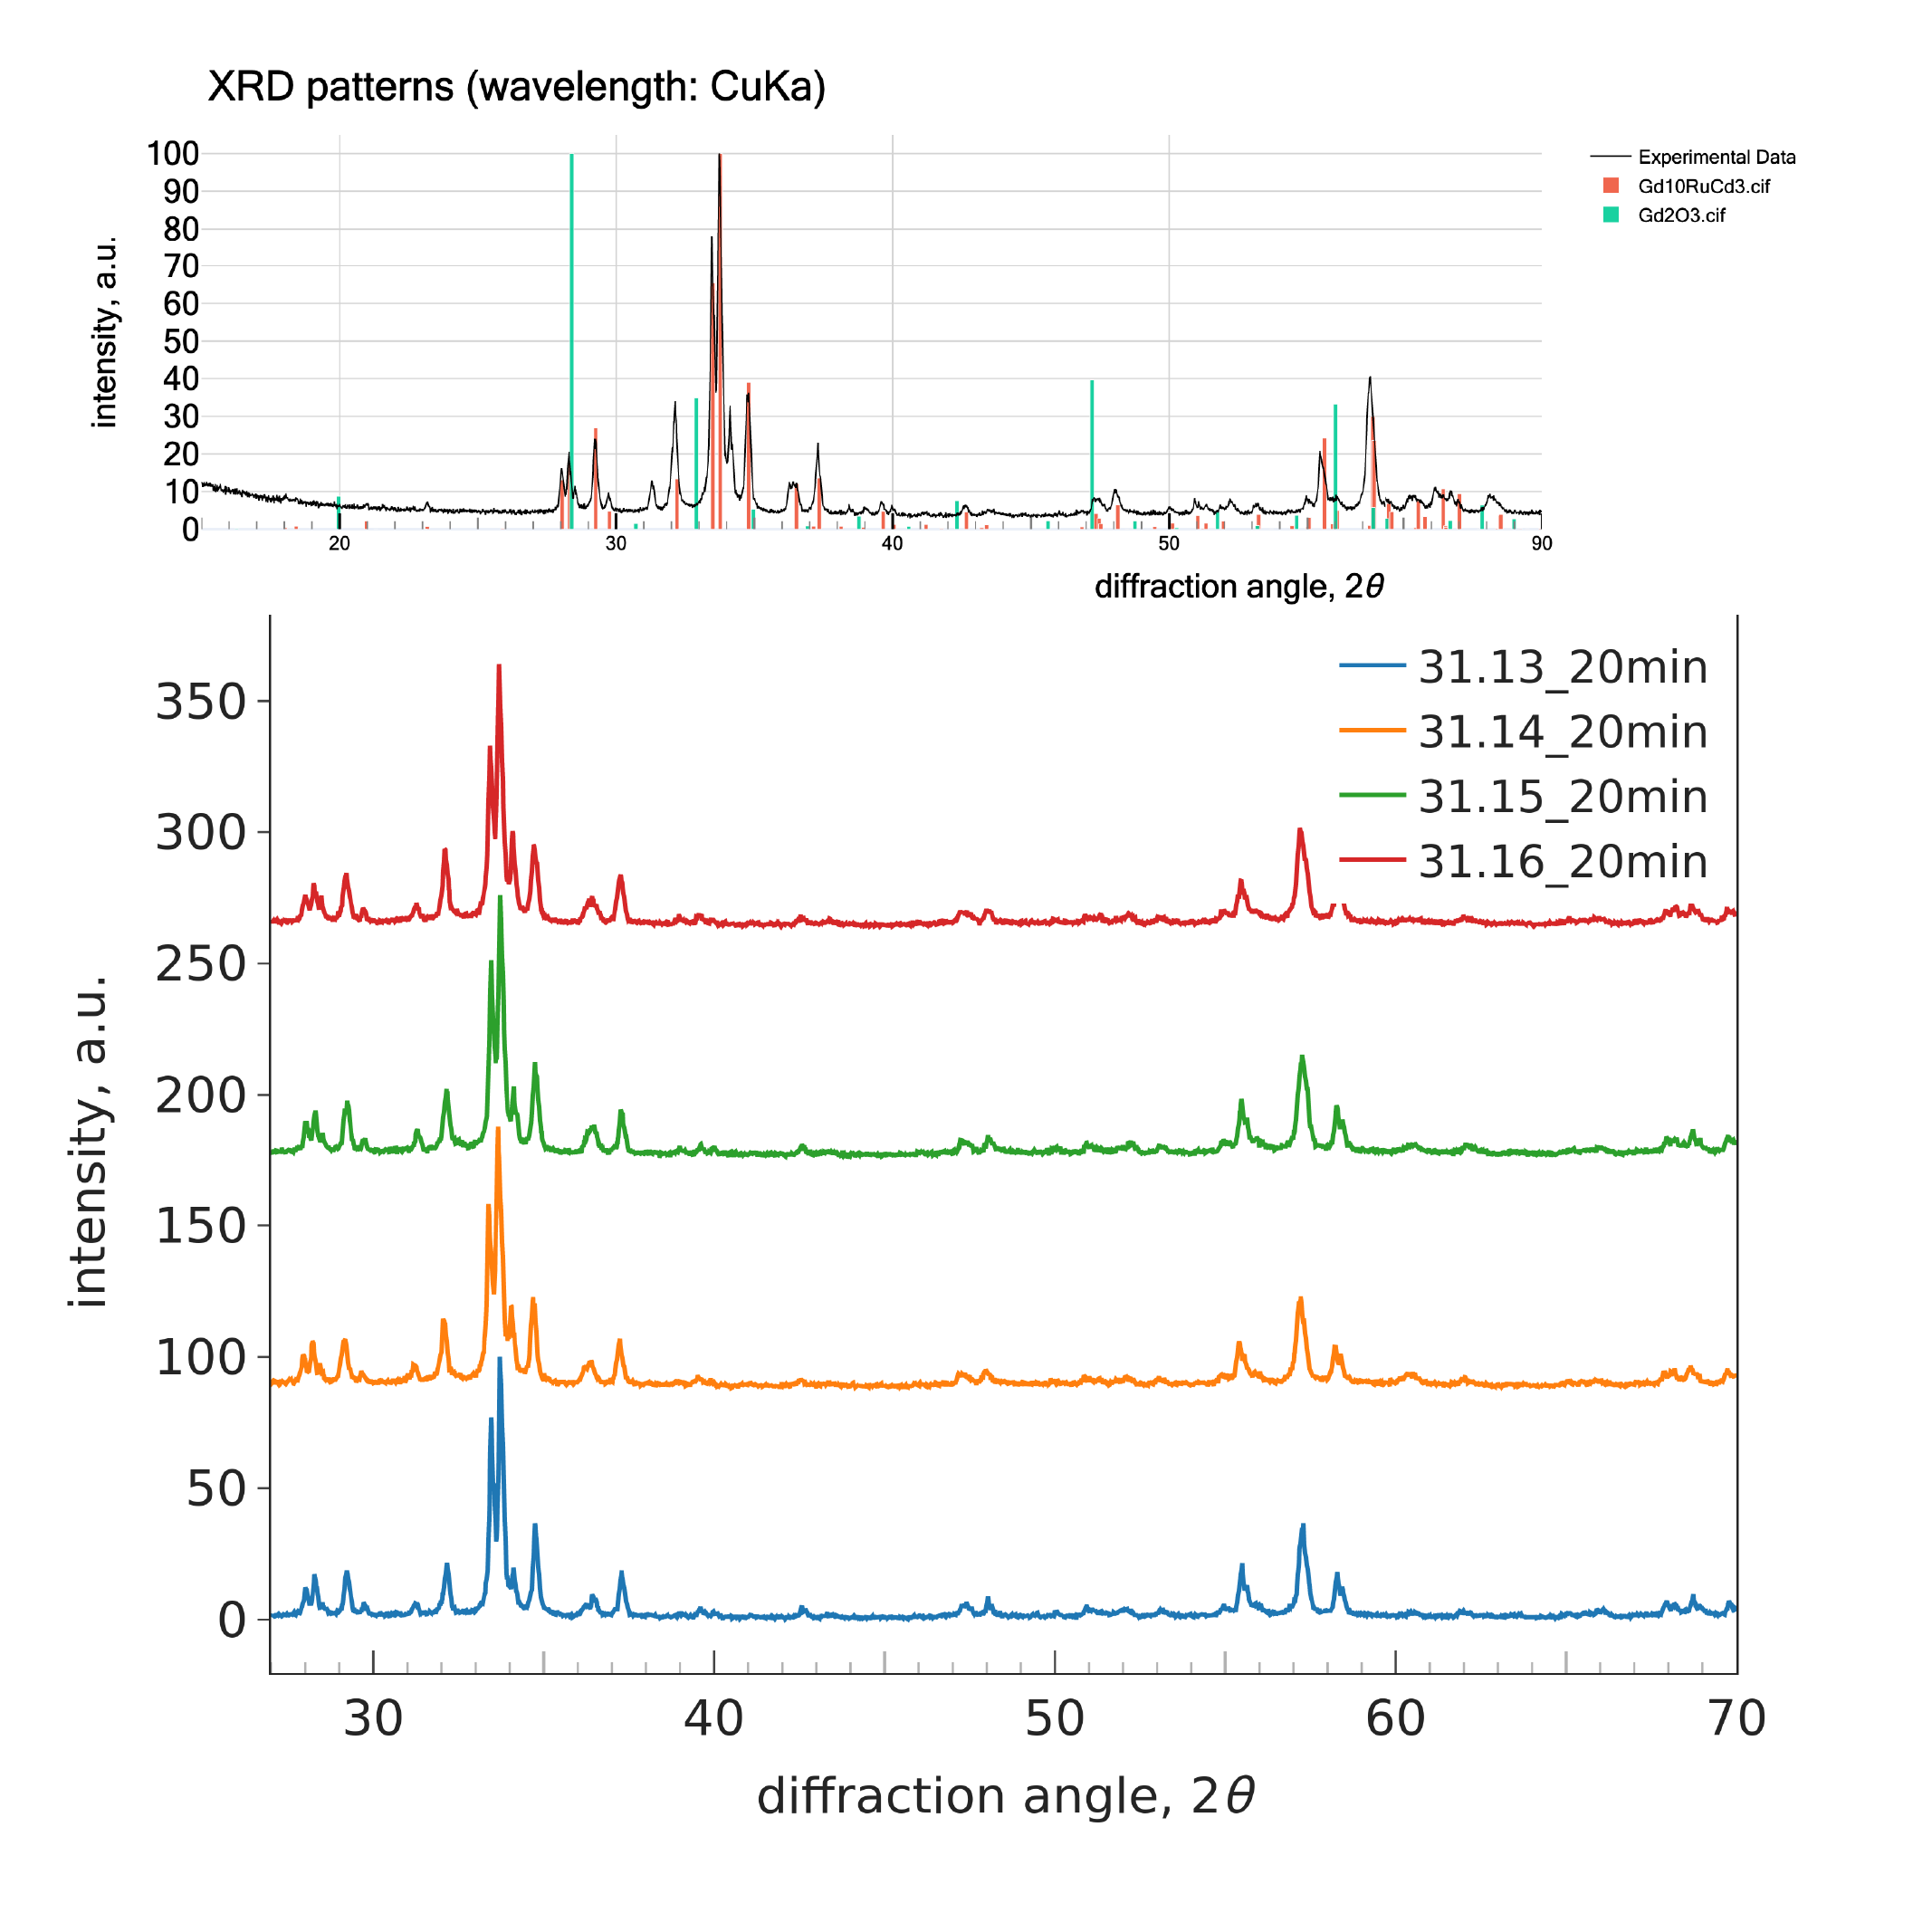 XRD patterns (wavelength: CuKa)
100
90
80
70
60
50
40
30
20
10
0
intensity, a.u.
20 30 40 50 90
diffraction angle, 2θ
Experimental Data
Gd10RuCd3.cif
Gd2O3.cif
31.13_20min
31.14_20min
31.15_20min
31.16_20min
350
300
250
200
150
100
50
0
intensity, a.u.
30 40 50 60 70
diffraction angle, 2θ